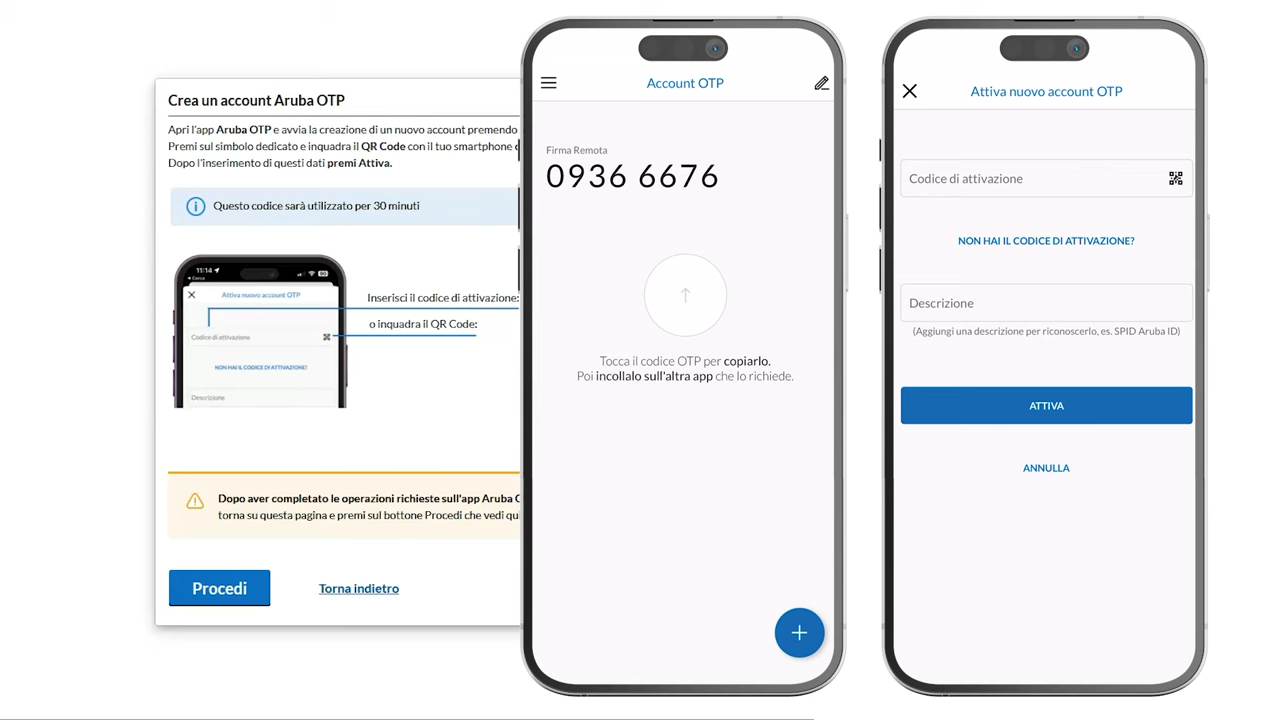 Crea un account Aruba OTP
Apri l'app Aruba OTP e avvia la creazione di un nuovo account premendo
Premi sul simbolo dedicato e inquadra il QR Code con il tuo smartphone
Dopo l'inserimento di questi dati premi Attiva.
Questo codice sarà utilizzato per 30 minuti
11:14
Attiva nuovo account OTP
Codice di attivazione
NON HAI IL CODICE DI ATTIVAZIONE?
Descrizione
Inserisci il codice di attivazione:
o inquadra il QR Code:
Dopo aver completato le operazioni richieste sull'app Aruba
torna su questa pagina e premi sul bottone Procedi che vedi qui
Procedi
Torna indietro
Account OTP
Firma Remota
0936 6676
Tocca il codice OTP per copiarlo.
Poi incollalo sull'altra app che lo richiede.
Attiva nuovo account OTP
Codice di attivazione
NON HAI IL CODICE DI ATTIVAZIONE?
Descrizione
(Aggiungi una descrizione per riconoscerlo, es. SPID Aruba ID)
ATTIVA
ANNULLA